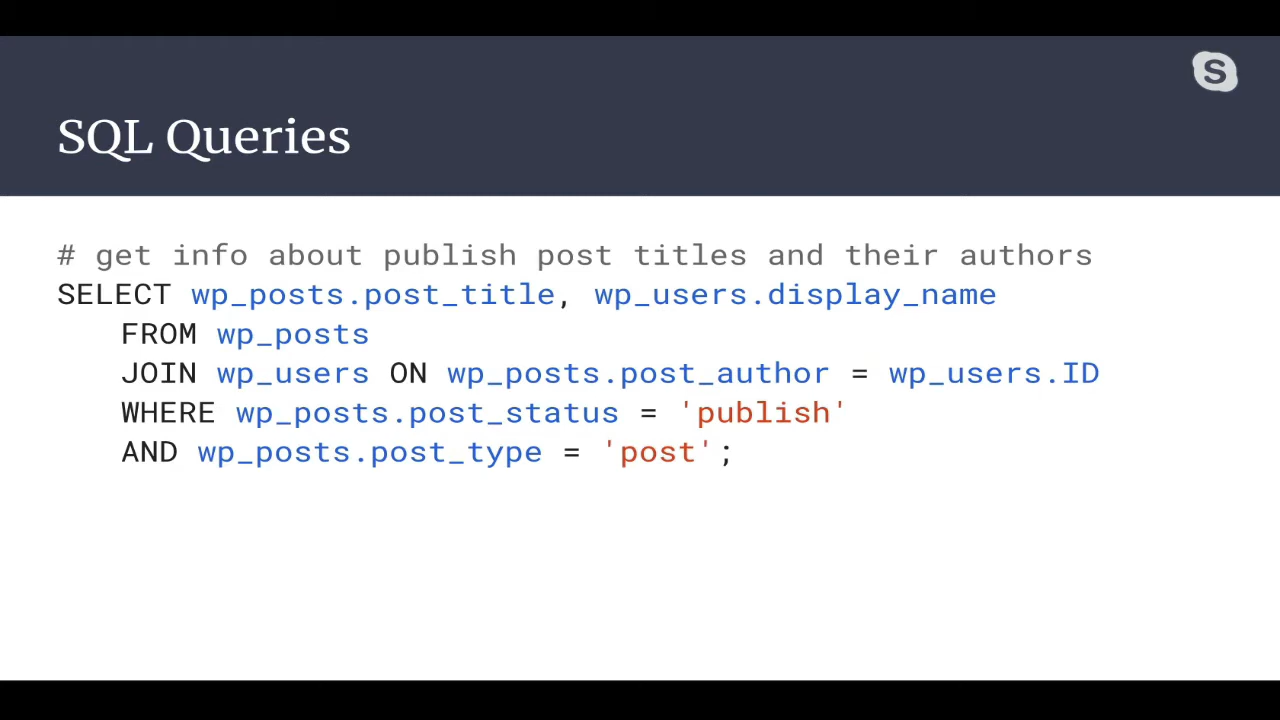 S
SQL Queries
# get info about publish post titles and their authors
SELECT wp_posts.post_title, wp_users.display_name
FROM wp_posts
JOIN wp_users ON wp_posts.post_author = wp_users.ID
WHERE wp_posts.post_status = 'publish'
AND wp_posts.post_type = 'post';